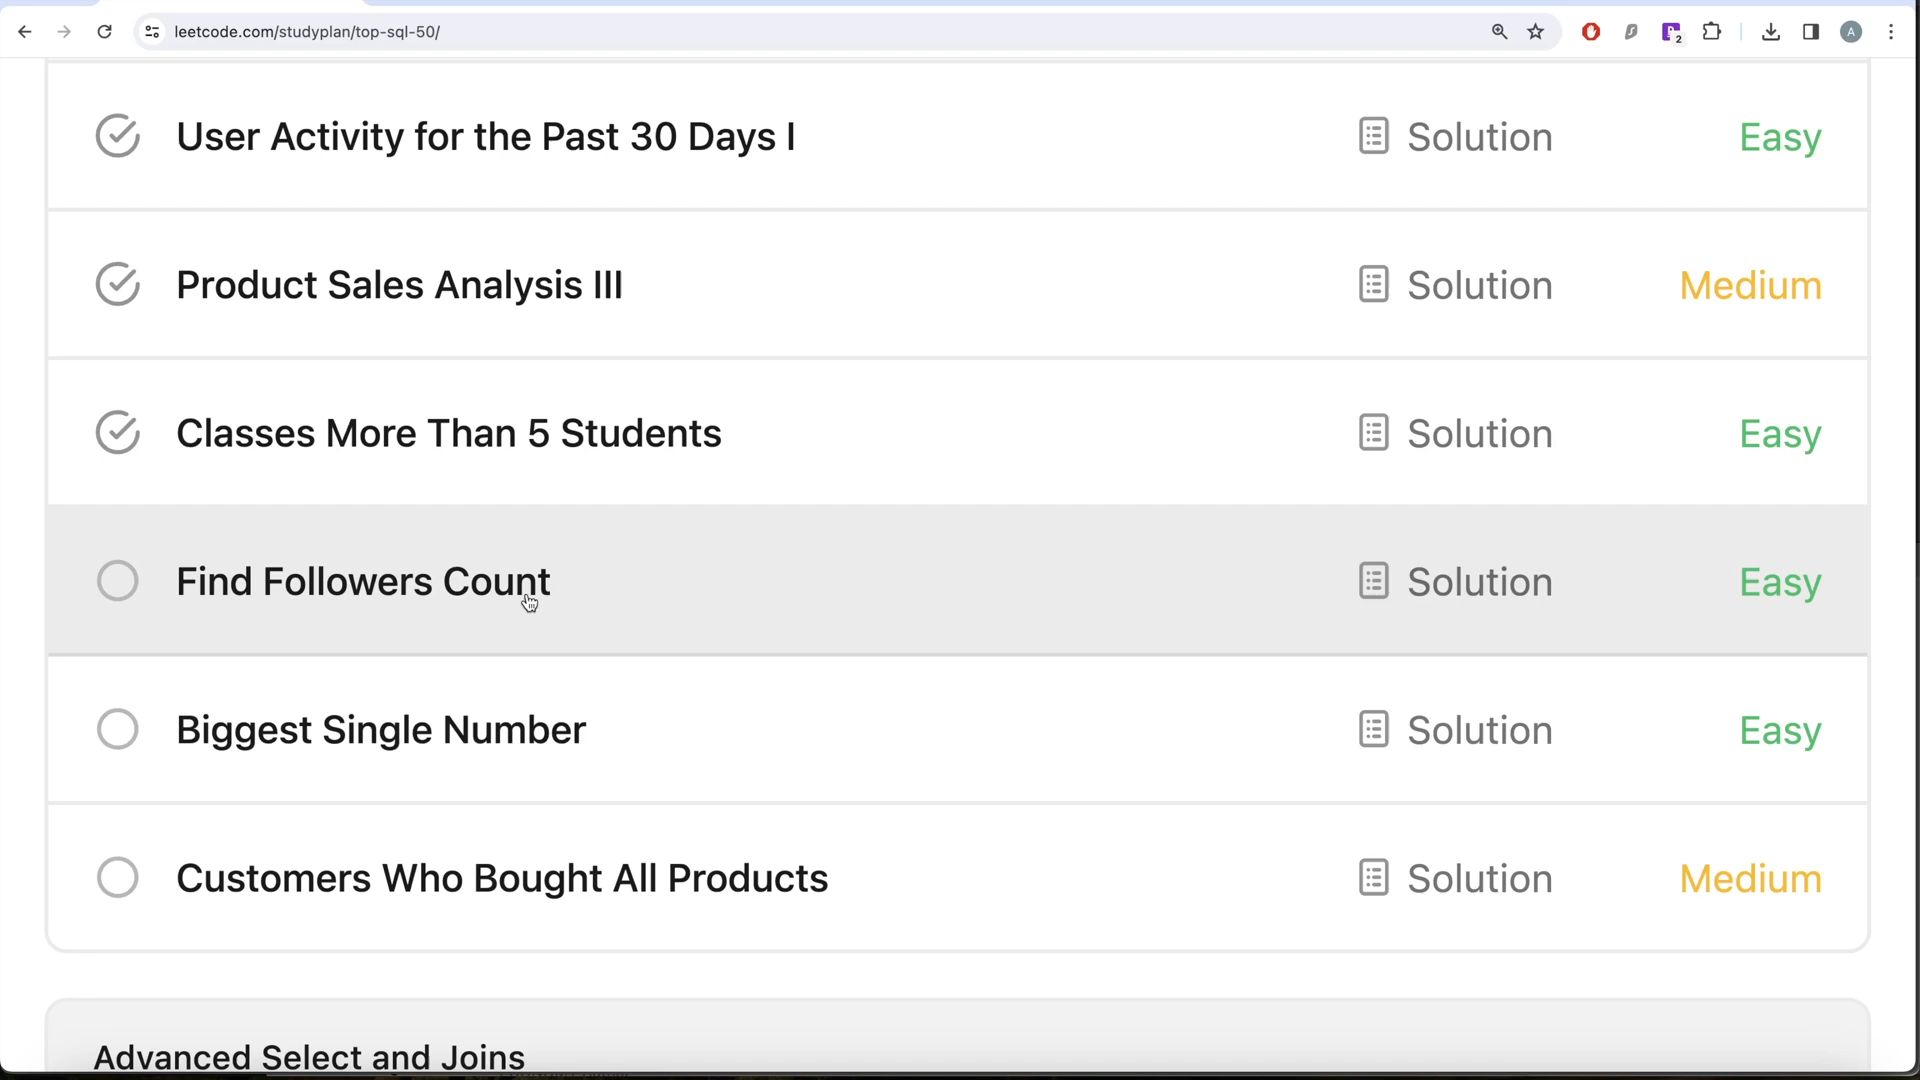 leetcode.com/studyplan/top-sql-50/
2
A
User Activity for the Past 30 Days I Solution Easy
Product Sales Analysis III Solution Medium
Classes More Than 5 Students Solution Easy
Find Followers Count Solution Easy
Biggest Single Number Solution Easy
Customers Who Bought All Products Solution Medium
Advanced Select and Joins